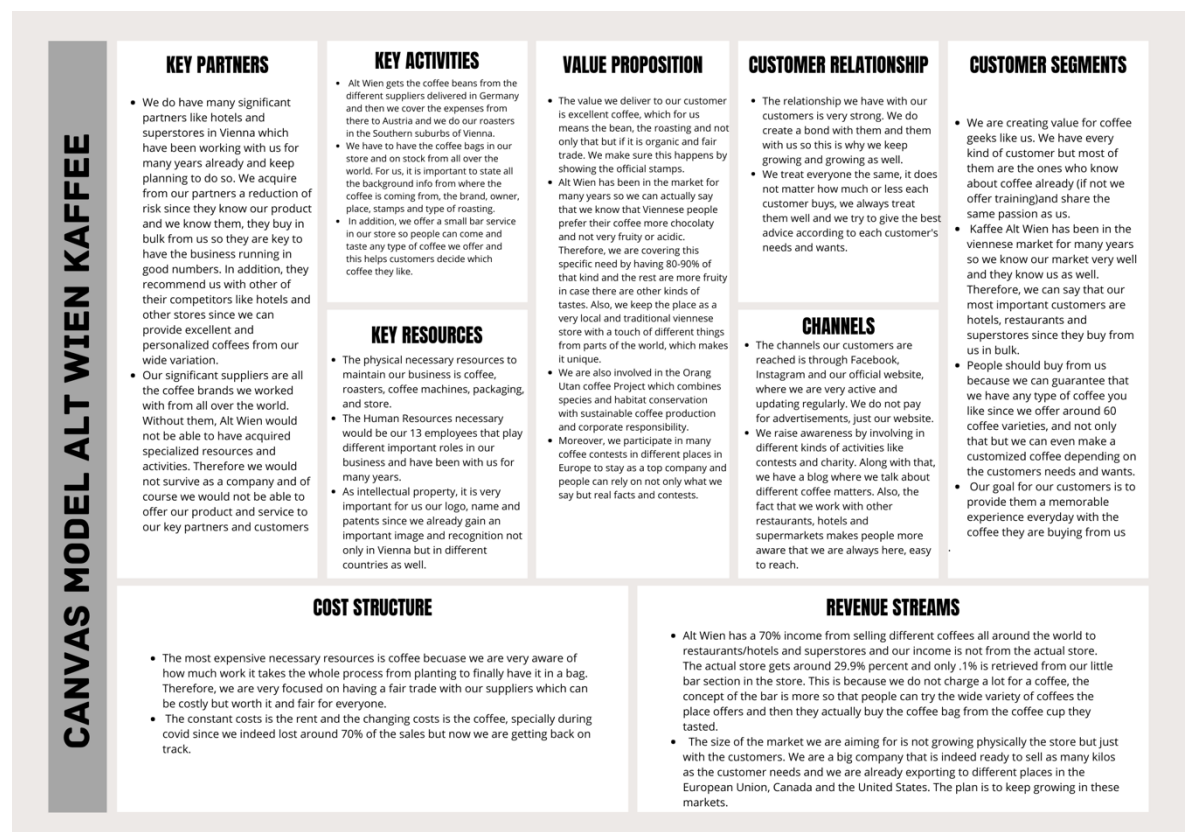 CANVAS MODEL ALT WIEN KAFFEE
KEY PARTNERS
• We do have many significant
partners like hotels and
superstores in Vienna which
have been working with us for
many years already and keep
planning to do so. We acquire
from our partners a reduction of
risk since they know our product
and we know them, they buy in
bulk from us so they are key to
have the business running in
good numbers. In addition, they
recommend us with other of
their competitors like hotels and
other stores since we can
provide excellent and
personalized coffees from our
wide variation.
• Our significant suppliers are all
the coffee brands we worked
with from all over the world.
Without them, Alt Wien would
not be able to have acquired
specialized resources and
activities. Therefore we would
not survive as a company and of
course we would not be able to
offer our product and service to
our key partners and customers
KEY ACTIVITIES
• Alt Wien gets the coffee beans from the
different suppliers delivered in Germany
and then we cover the expenses from
there to Austria and we do our roasters
in the Southern suburbs of Vienna.
• We have to have the coffee bags in our
store and on stock from all over the
world. For us, it is important to state all
the background info from where the
coffee is coming from, the brand, owner,
place, stamps and type of roasting.
• In addition, we offer a small bar service
in our store so people can come and
taste any type of coffee we offer and
this helps customers decide which
coffee they like.
KEY RESOURCES
• The physical necessary resources to
maintain our business is coffee,
roasters, coffee machines, packaging,
and store.
• The Human Resources necessary
would be our 13 employees that play
different important roles in our
business and have been with us for
many years.
• As intellectual property, it is very
important for us our logo, name and
patents since we already gain an
important image and recognition not
only in Vienna but in different
countries as well.
VALUE PROPOSITION
• The value we deliver to our customer
is excellent coffee, which for us
means the bean, the roasting and not
only that but if it is organic and fair
trade. We make sure this happens by
showing the official stamps.
• Alt Wien has been in the market for
many years so we can actually say
that we know that Viennese people
prefer their coffee more chocolaty
and not very fruity or acidic.
Therefore, we are covering this
specific need by having 80-90% of
that kind and the rest are more fruity
in case there are other kinds of
tastes. Also, we keep the place as a
very local and traditional viennese
store with a touch of different things
from parts of the world, which makes
it unique.
• We are also involved in the Orang
Utan coffee Project which combines
species and habitat conservation
with sustainable coffee production
and corporate responsibility.
• Moreover, we participate in many
coffee contests in different places in
Europe to stay as a top company and
people can rely on not only what we
say but real facts and contests.
CUSTOMER RELATIONSHIP
• The relationship we have with our
customers is very strong. We do
create a bond with them and them
with us so this is why we keep
growing and growing as well.
• We treat everyone the same, it does
not matter how much or less each
customer buys, we always treat
them well and we try to give the best
advice according to each customer's
needs and wants.
CHANNELS
• The channels our customers are
reached is through Facebook,
Instagram and our official website,
where we are very active and
updating regularly. We do not pay
for advertisements, just our website.
• We raise awareness by involving in
different kinds of activities like
contests and charity. Along with that,
we have a blog where we talk about
different coffee matters. Also, the
fact that we work with other
restaurants, hotels and
supermarkets makes people more
aware that we are always here, easy
to reach.
CUSTOMER SEGMENTS
• We are creating value for coffee
geeks like us. We have every
kind of customer but most of
them are the ones who know
about coffee already (if not we
offer training)and share the
same passion as us.
• Kaffee Alt Wien has been in the
viennese market for many years
so we know our market very well
and they know us as well.
Therefore, we can say that our
most important customers are
hotels, restaurants and
superstores since they buy from
us in bulk.
• People should buy from us
because we can guarantee that
we have any type of coffee you
like since we offer around 60
coffee varieties, and not only
that but we can even make a
customized coffee depending on
the customers needs and wants.
• Our goal for our customers is to
provide them a memorable
experience everyday with the
coffee they are buying from us
.
COST STRUCTURE
• The most expensive necessary resources is coffee becuase we are very aware of
how much work it takes the whole process from planting to finally have it in a bag.
Therefore, we are very focused on having a fair trade with our suppliers which can
be costly but worth it and fair for everyone.
• The constant costs is the rent and the changing costs is the coffee, specially during
covid since we indeed lost around 70% of the sales but now we are getting back on
track.
REVENUE STREAMS
• Alt Wien has a 70% income from selling different coffees all around the world to
restaurants/hotels and superstores and our income is not from the actual store.
The actual store gets around 29.9% percent and only .1% is retrieved from our little
bar section in the store. This is because we do not charge a lot for a coffee, the
concept of the bar is more so that people can try the wide variety of coffees the
place offers and then they actually buy the coffee bag from the coffee cup they
tasted.
• The size of the market we are aiming for is not growing physically the store but just
with the customers. We are a big company that is indeed ready to sell as many kilos
as the customer needs and we are already exporting to different places in the
European Union, Canada and the United States. The plan is to keep growing in these
markets.